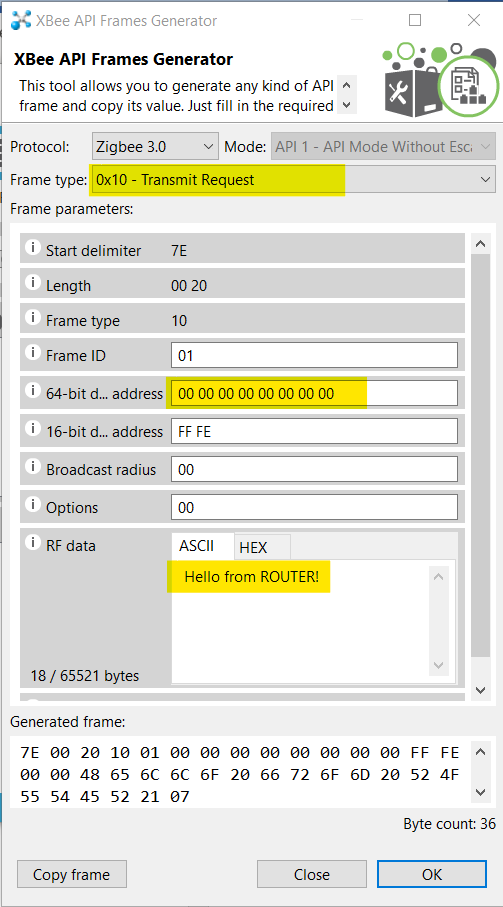 XBee API Frames Generator
XBee API Frames Generator
This tool allows you to generate any kind of API
frame and copy its value. Just fill in the required
Protocol: Zigbee 3.0 Mode: API 1 - API Mode Without Esca
Frame type: 0x10 - Transmit Request
Frame parameters:
i Start delimiter 7E
i Length 00 20
i Frame type 10
i Frame ID 01
i 64-bit d... address 00 00 00 00 00 00 00 00
i 16-bit d... address FF FE
i Broadcast radius 00
i Options 00
i RF data ASCII HEX
Hello from ROUTER!
18 / 65521 bytes
Generated frame:
7E 00 20 10 01 00 00 00 00 00 00 00 00 FF FE
00 00 48 65 6C 6C 6F 20 66 72 6F 6D 20 52 4F
55 54 45 52 21 07
Byte count: 36
Copy frame Close OK